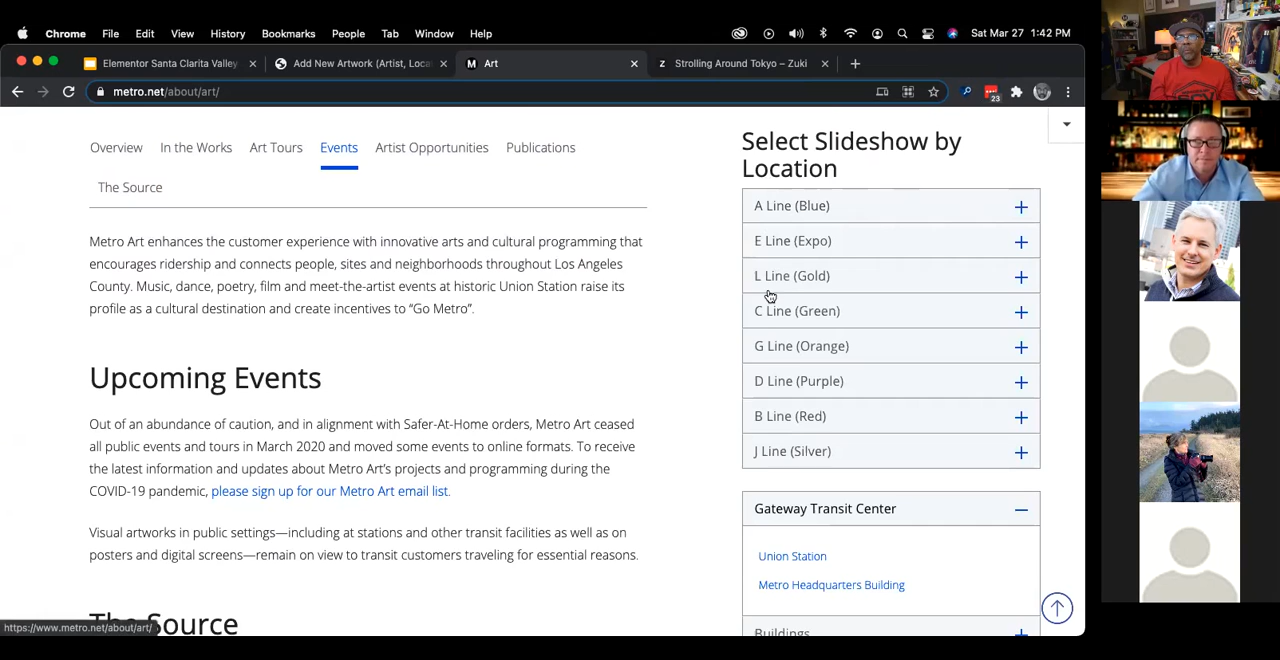 Chrome File Edit View History Bookmarks People Tab Window Help Sat Mar 27 1:42 PM
Elementor Santa Clarita Valley Add New Artwork (Artist, Loca M Art z Strolling Around Tokyo – Zuki
metro.net/about/art/ 23
Overview In the Works Art Tours Events Artist Opportunities Publications
The Source
Metro Art enhances the customer experience with innovative arts and cultural programming that
encourages ridership and connects people, sites and neighborhoods throughout Los Angeles
County. Music, dance, poetry, film and meet-the-artist events at historic Union Station raise its
profile as a cultural destination and create incentives to “Go Metro”.
Upcoming Events
Out of an abundance of caution, and in alignment with Safer-At-Home orders, Metro Art ceased
all public events and tours in March 2020 and moved some events to online formats. To receive
the latest information and updates about Metro Art’s projects and programming during the
COVID-19 pandemic, please sign up for our Metro Art email list.
Visual artworks in public settings—including at stations and other transit facilities as well as on
posters and digital screens—remain on view to transit customers traveling for essential reasons.
The Source
https://www.metro.net/about/art/
Select Slideshow by
Location
A Line (Blue)
E Line (Expo)
L Line (Gold)
C Line (Green)
G Line (Orange)
D Line (Purple)
B Line (Red)
J Line (Silver)
Gateway Transit Center
Union Station
Metro Headquarters Building
Buildings